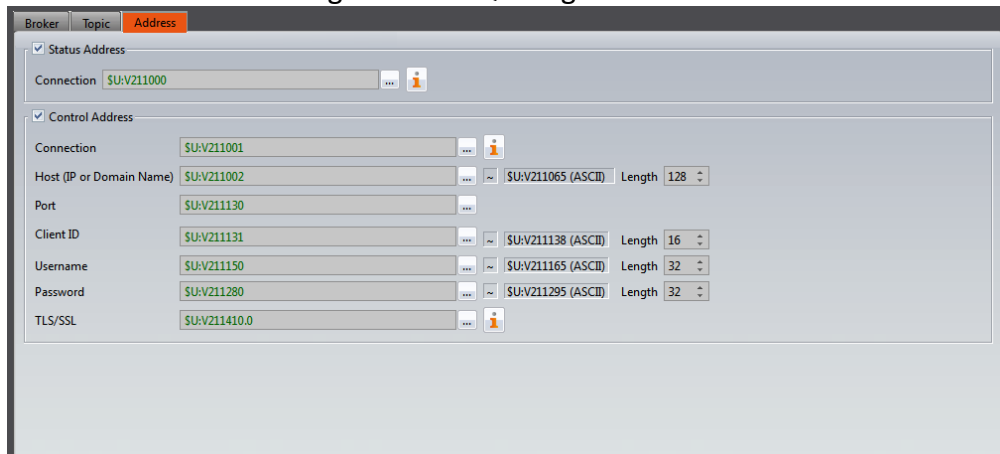 Broker Topic Address
Status Address
Connection $U:V211000 ... i
Control Address
Connection $U:V211001 ... i
Host (IP or Domain Name) $U:V211002 ... ~ $U:V211065 (ASCII) Length 128
Port $U:V211130 ...
Client ID $U:V211131 ... ~ $U:V211138 (ASCII) Length 16
Username $U:V211150 ... ~ $U:V211165 (ASCII) Length 32
Password $U:V211280 ... ~ $U:V211295 (ASCII) Length 32
TLS/SSL $U:V211410.0 ... i